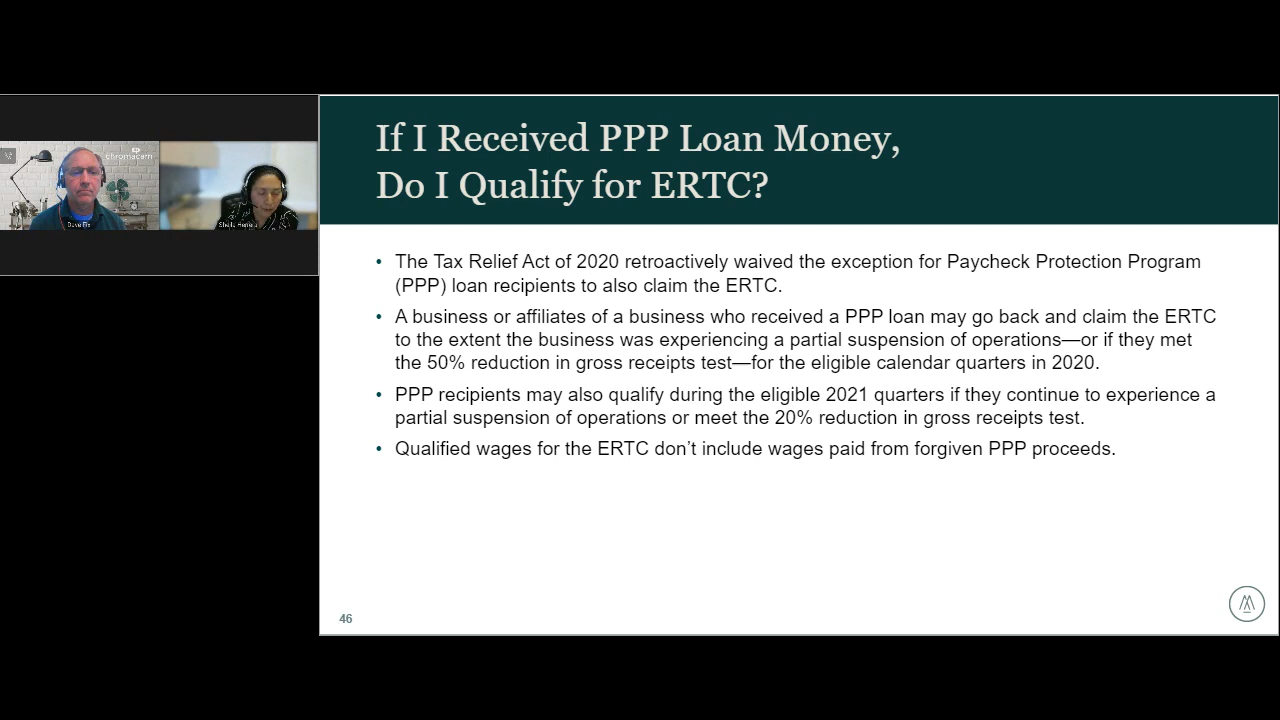 If I Received PPP Loan Money,
Do I Qualify for ERTC?
• The Tax Relief Act of 2020 retroactively waived the exception for Paycheck Protection Program
(PPP) loan recipients to also claim the ERTC.
• A business or affiliates of a business who received a PPP loan may go back and claim the ERTC
to the extent the business was experiencing a partial suspension of operations—or if they met
the 50% reduction in gross receipts test—for the eligible calendar quarters in 2020.
• PPP recipients may also qualify during the eligible 2021 quarters if they continue to experience a
partial suspension of operations or meet the 20% reduction in gross receipts test.
• Qualified wages for the ERTC don’t include wages paid from forgiven PPP proceeds.
46
chromacam
Dave Fix
Sheila